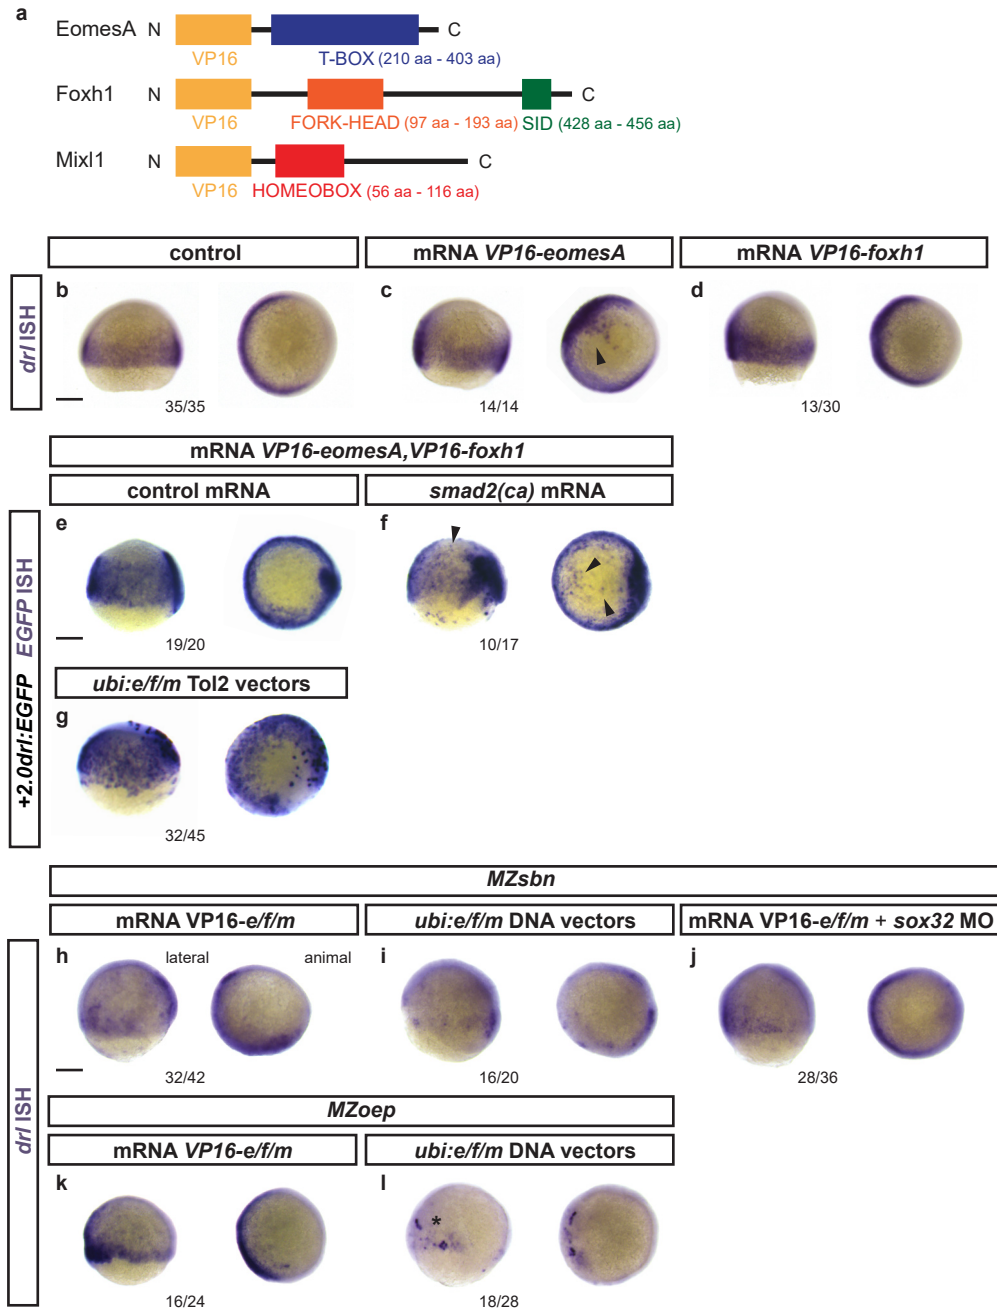 a
EomesA N C
VP16 T-BOX (210 aa - 403 aa)
Foxh1 N C
VP16 FORK-HEAD (97 aa - 193 aa) SID (428 aa - 456 aa)
Mixl1 N C
VP16 HOMEOBOX (56 aa - 116 aa)
control mRNA VP16-eomesA mRNA VP16-foxh1
drl ISH
b c d
35/35 14/14 13/30
mRNA VP16-eomesA,VP16-foxh1
control mRNA smad2(ca) mRNA
+2.0drl:EGFP EGFP ISH
e f
19/20 10/17
ubi:e/f/m Tol2 vectors
g
32/45
MZsbn
mRNA VP16-e/f/m ubi:e/f/m DNA vectors mRNA VP16-e/f/m + sox32 MO
drl ISH
h lateral animal i j
32/42 16/20 28/36
MZoep
mRNA VP16-e/f/m ubi:e/f/m DNA vectors
k l
*
16/24 18/28